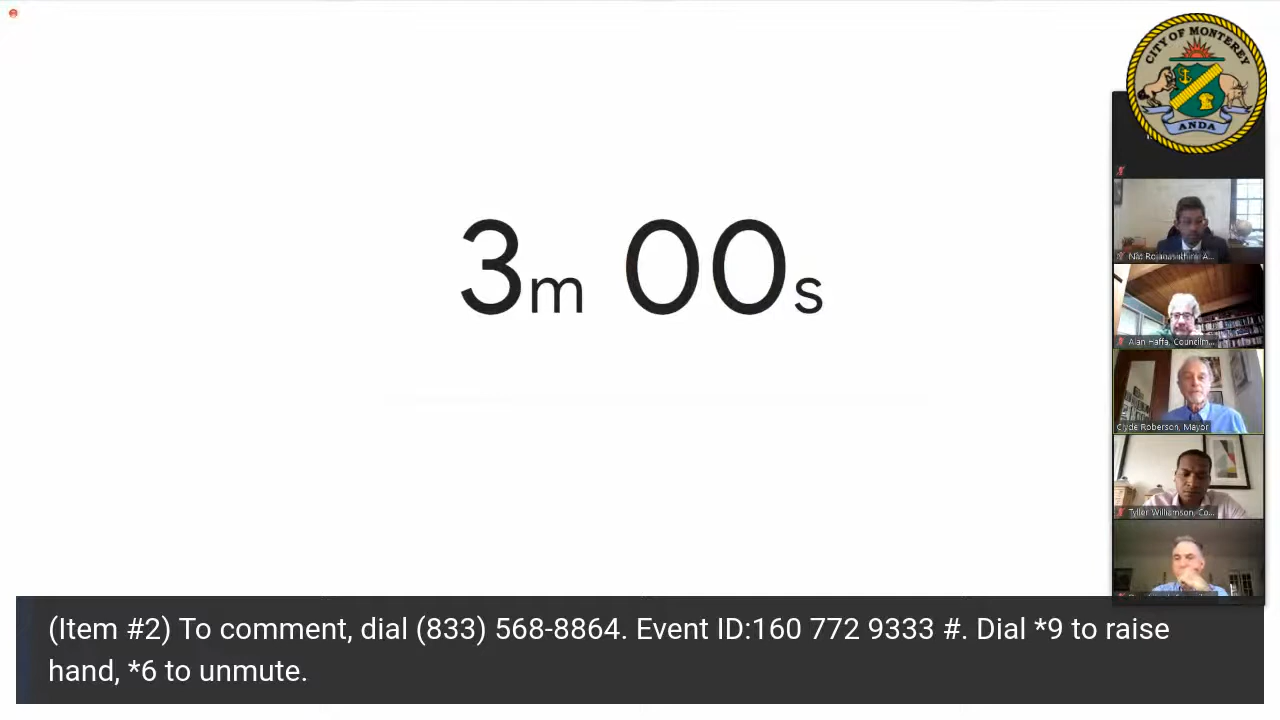 CITY OF MONTEREY
ANDA
3m 00s
Alan Haffa, Councilm...
Clyde Roberson, Mayor
Tyller Williamson, Co...
(Item #2) To comment, dial (833) 568-8864. Event ID:160 772 9333 #. Dial *9 to raise
hand, *6 to unmute.